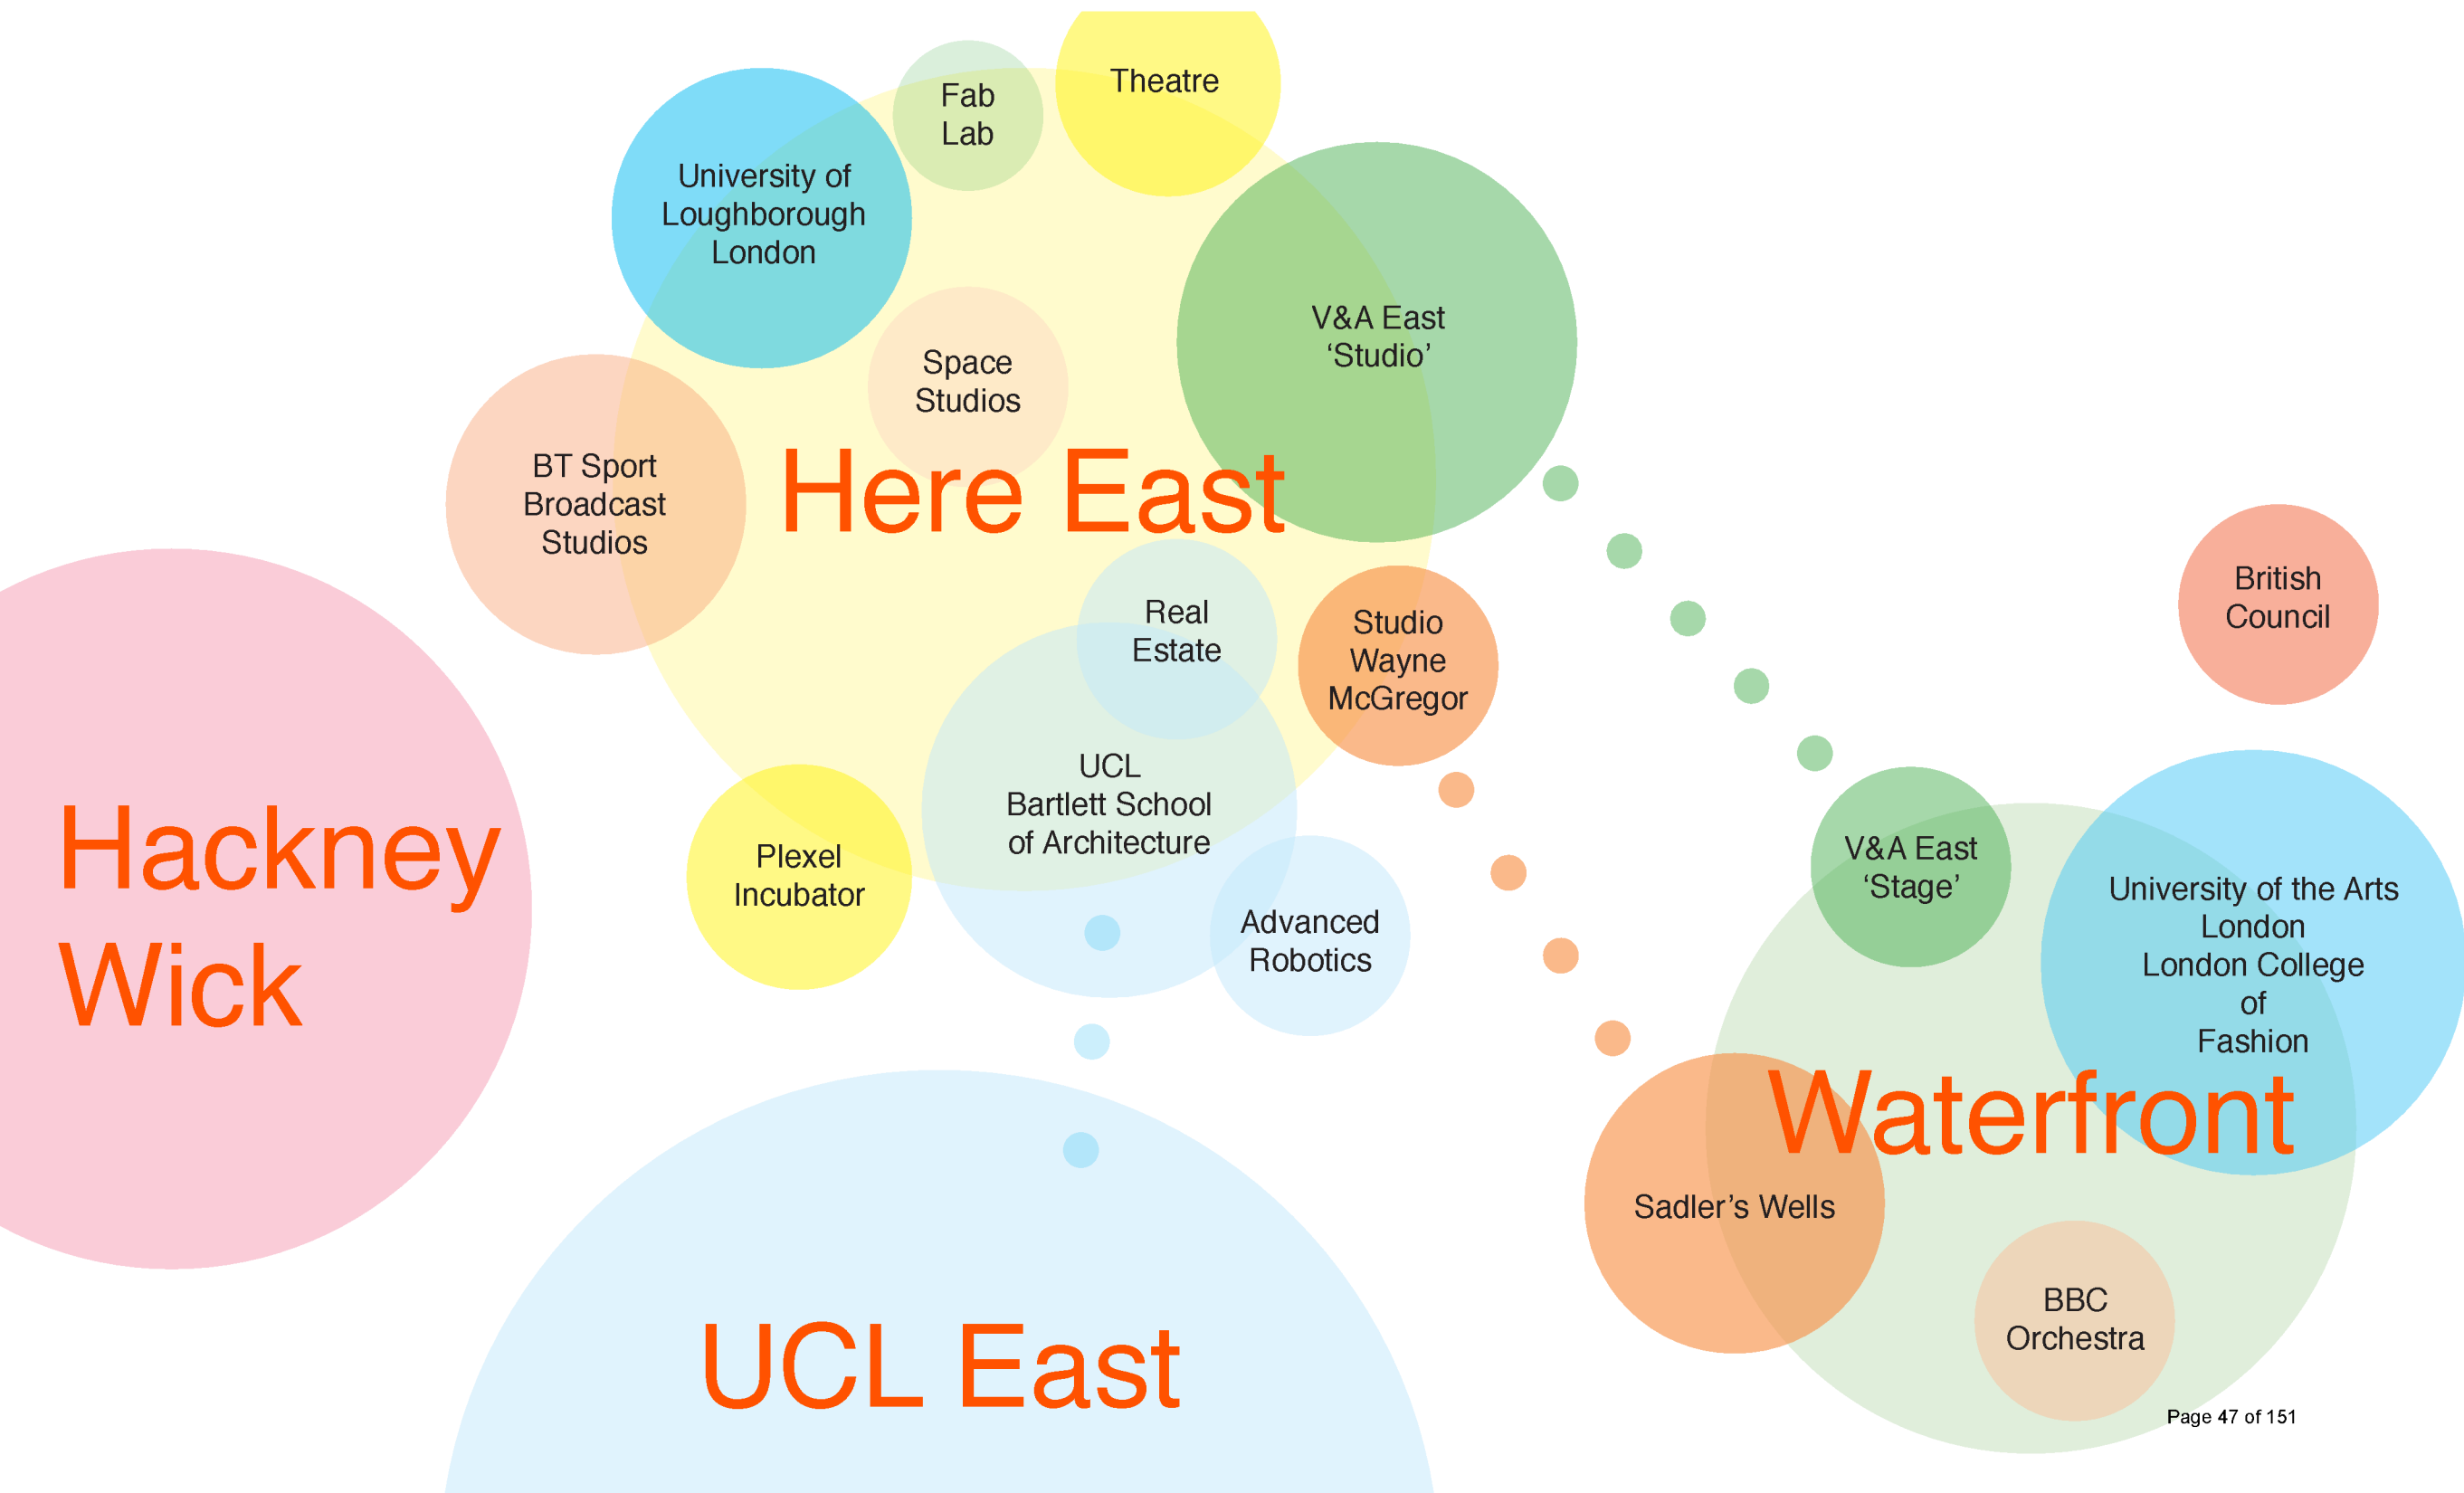 Theatre
Fab
Lab
University of
Loughborough
London
V&A East
‘Studio’
Space
Studios
BT Sport
Broadcast
Studios
Here East
British
Council
Real
Estate
Studio
Wayne
McGregor
UCL
Bartlett School
of Architecture
Hackney
Wick
Plexel
Incubator
Advanced
Robotics
V&A East
‘Stage’
University of the Arts
London
London College
of
Fashion
Waterfront
Sadler’s Wells
BBC
Orchestra
UCL East
Page 47 of 151